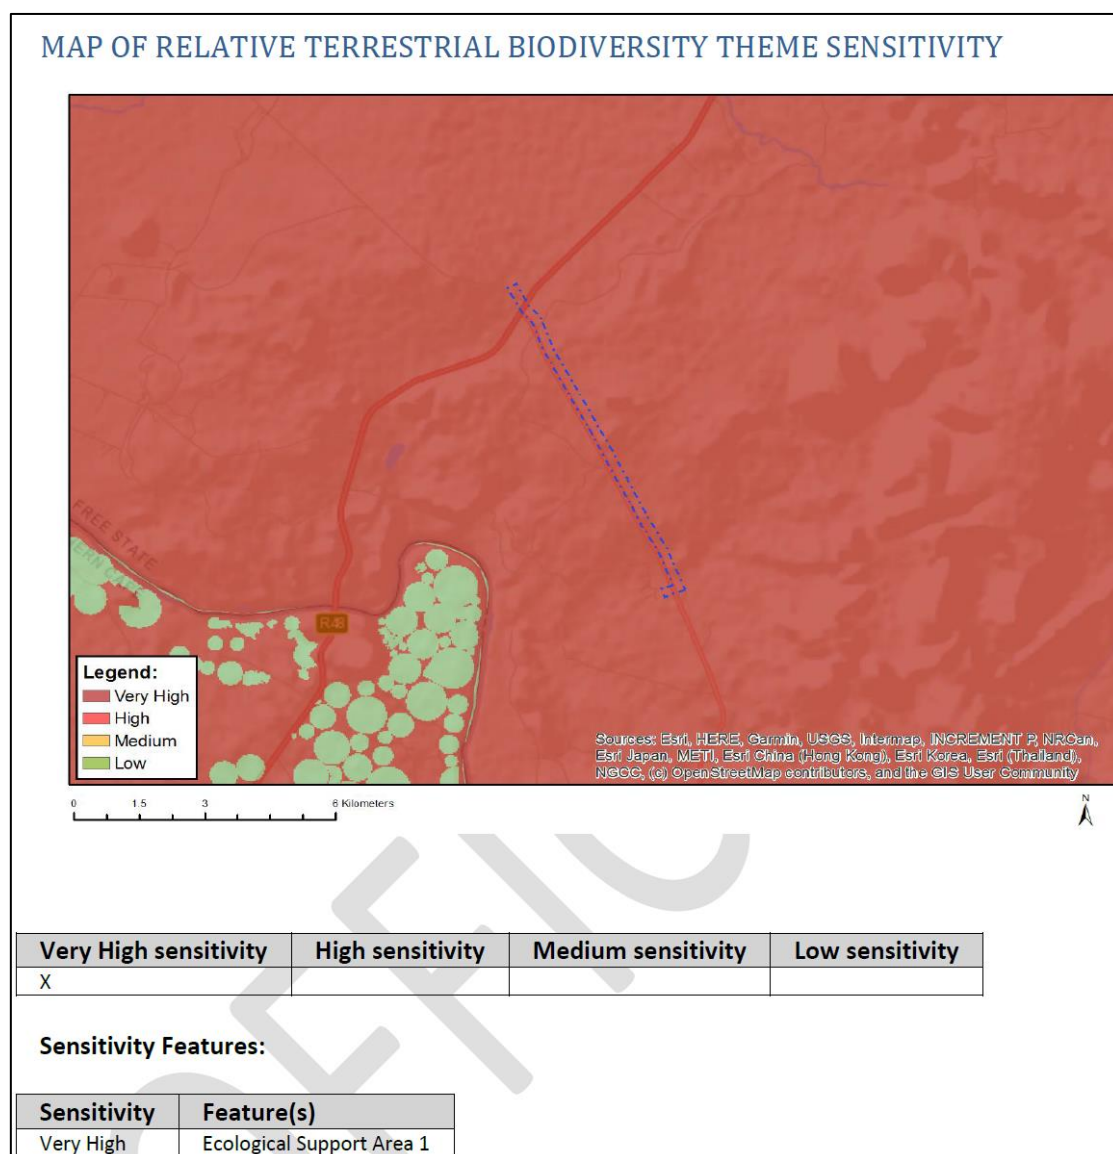 MAP OF RELATIVE TERRESTRIAL BIODIVERSITY THEME SENSITIVITY
FREE STATE
R48
Legend:
Very High
High
Medium
Low
Sources: Esri, HERE, Garmin, USGS, Intermap, INCREMENT P, NRCan,
Esri Japan, METI, Esri China (Hong Kong), Esri Korea, Esri (Thailand),
NGCC, (c) OpenStreetMap contributors, and the GIS User Community
0 1.5 3 6 Kilometers
N
Very High sensitivity High sensitivity Medium sensitivity Low sensitivity
X
Sensitivity Features:
Sensitivity Feature(s)
Very High Ecological Support Area 1